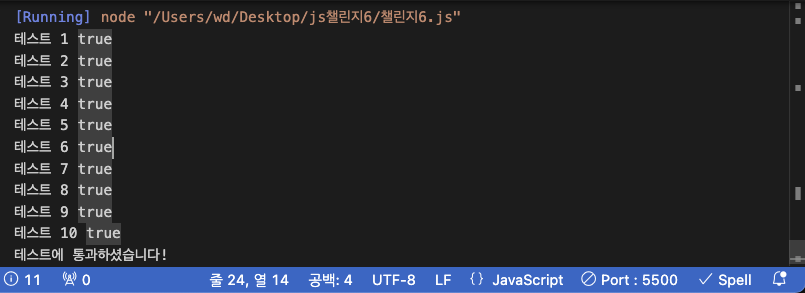 [Running] node "/Users/wd/Desktop/js챌린지6/챌린지6.js"
테스트 1 true
테스트 2 true
테스트 3 true
테스트 4 true
테스트 5 true
테스트 6 true
테스트 7 true
테스트 8 true
테스트 9 true
테스트 10 true
테스트에 통과하셨습니다!
11 0 줄 24, 열 14 공백: 4 UTF-8 LF {} JavaScript Port : 5500 Spell